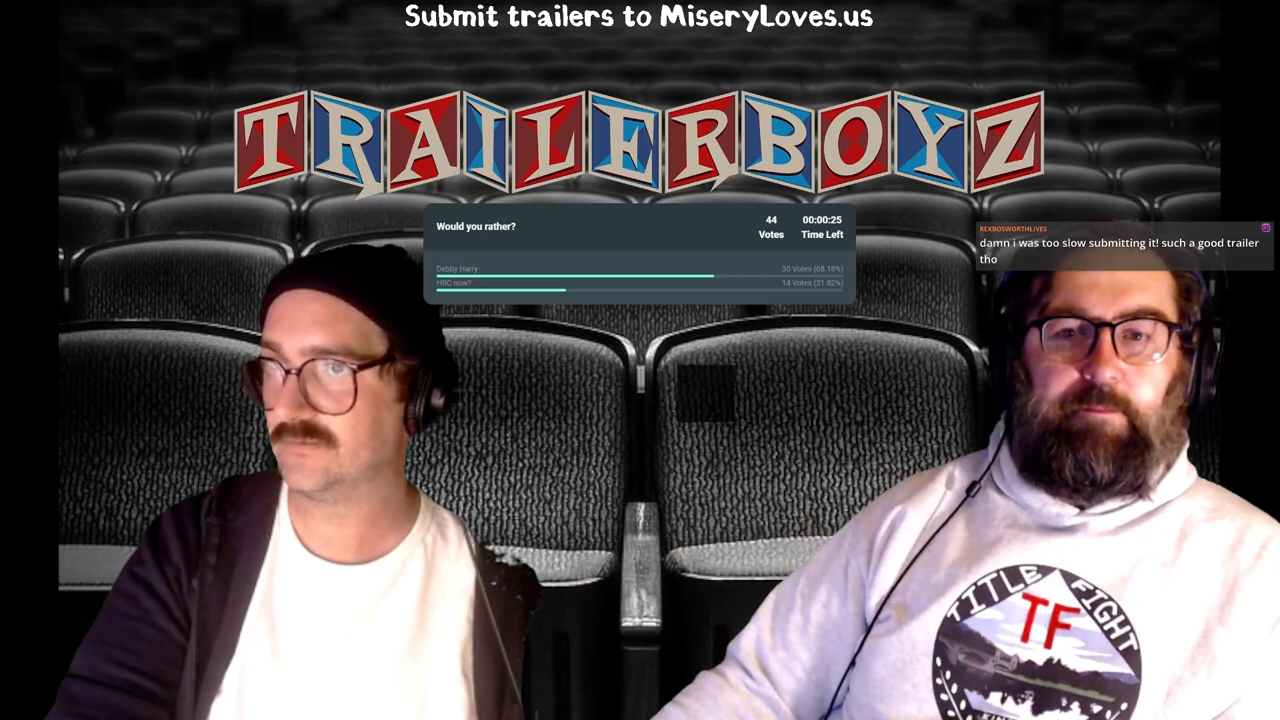 Submit trailers to MiseryLoves.us
TRAILERBOYZ
Would you rather?
44
Votes
00:00:25
Time Left
Debby Harry
30 Votes (68.18%)
HRC now?
14 Votes (31.82%)
REXBOSWORTHLIVES
damn i was too slow submitting it! such a good trailer
tho
TITLE FIGHT
TF